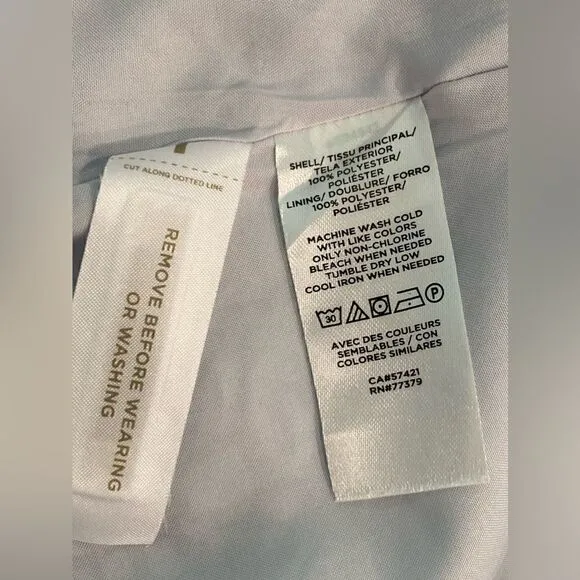 CUT ALONG DOTTED LINE
REMOVE BEFORE WEARING
OR WASHING
SHELL/ TISSU PRINCIPAL/
TELA EXTERIOR
100% POLYESTER/
POLIÉSTER
LINING/ DOUBLURE/ FORRO
100% POLYESTER/
POLIÉSTER
MACHINE WASH COLD
WITH LIKE COLORS
ONLY NON-CHLORINE
BLEACH WHEN NEEDED
TUMBLE DRY LOW
COOL IRON WHEN NEEDED
30 P
AVEC DES COULEURS
SEMBLABLES / CON
COLORES SIMILARES
CA#57421
RN#77379